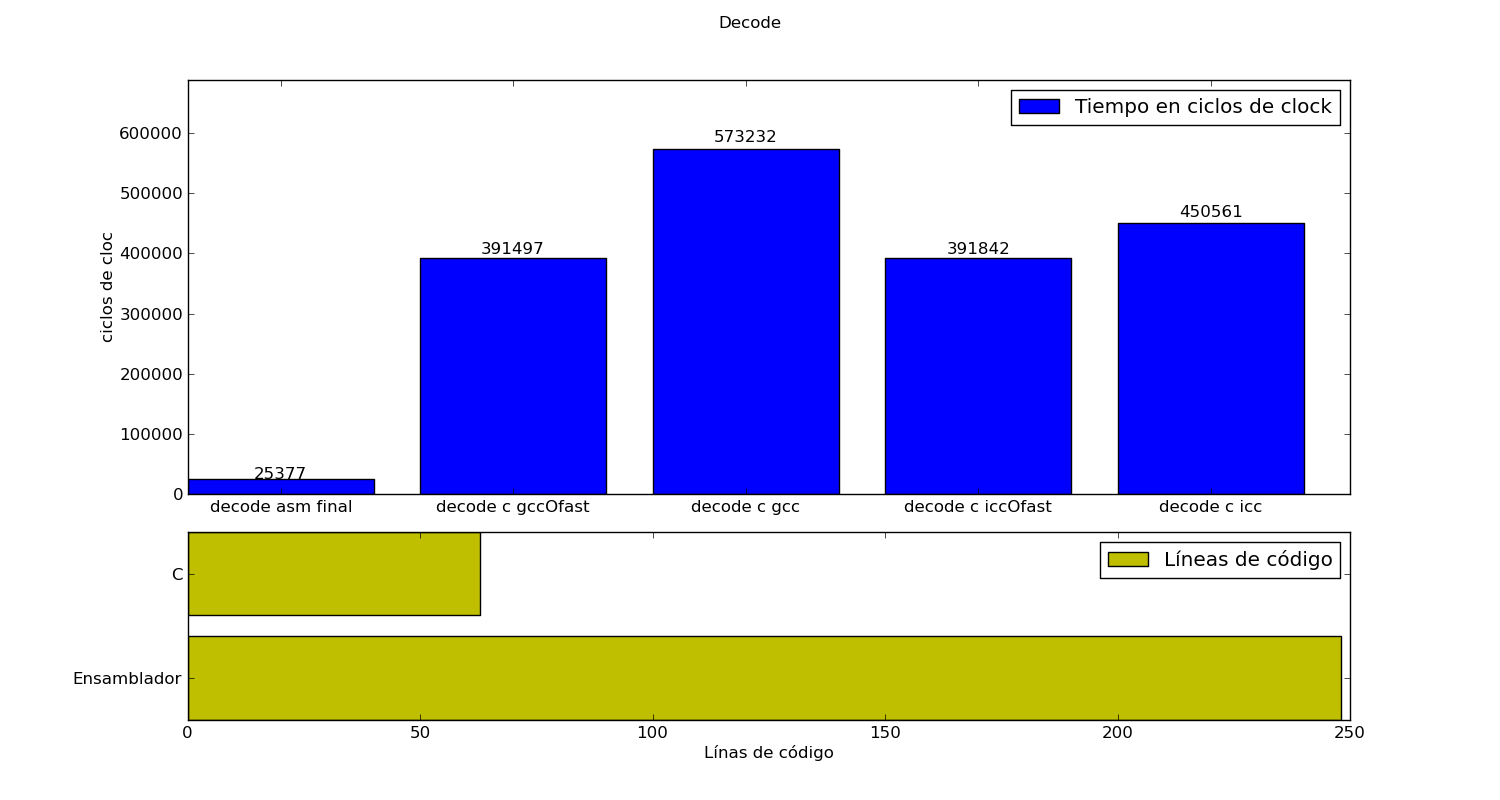 Decode
Tiempo en ciclos de clock
600000
500000
400000
300000
200000
100000
0
ciclos de cloc
25377
391497
573232
391842
450561
decode asm final
decode c gccOfast
decode c gcc
decode c iccOfast
decode c icc
Líneas de código
C
Ensamblador
0
50
100
150
200
250
Línas de código